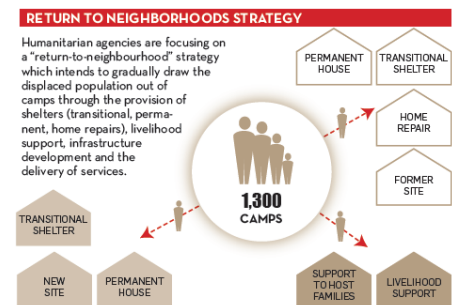 RETURN TO NEIGHBORHOODS STRATEGY
Humanitarian agencies are focusing on
a "return-to-neighbourhood" strategy
which intends to gradually draw the
displaced population out of
camps through the provision of
shelters (transitional, perma-
nent, home repairs), livelihood
support, infrastructure
development and the
delivery of services.
PERMANENT
HOUSE
TRANSITIONAL
SHELTER
HOME
REPAIR
FORMER
SITE
1,300
CAMPS
TRANSITIONAL
SHELTER
NEW
SITE
PERMANENT
HOUSE
SUPPORT
TO HOST
FAMILIES
LIVELIHOOD
SUPPORT